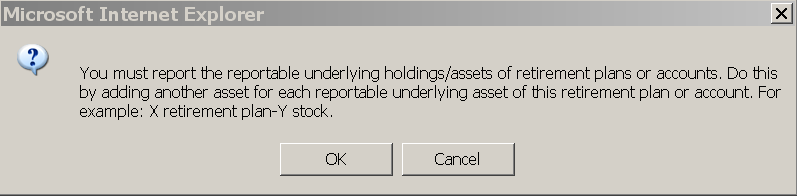 Microsoft Internet Explorer
?
You must report the reportable underlying holdings/assets of retirement plans or accounts. Do this
by adding another asset for each reportable underlying asset of this retirement plan or account. For
example: X retirement plan-Y stock.
OK Cancel